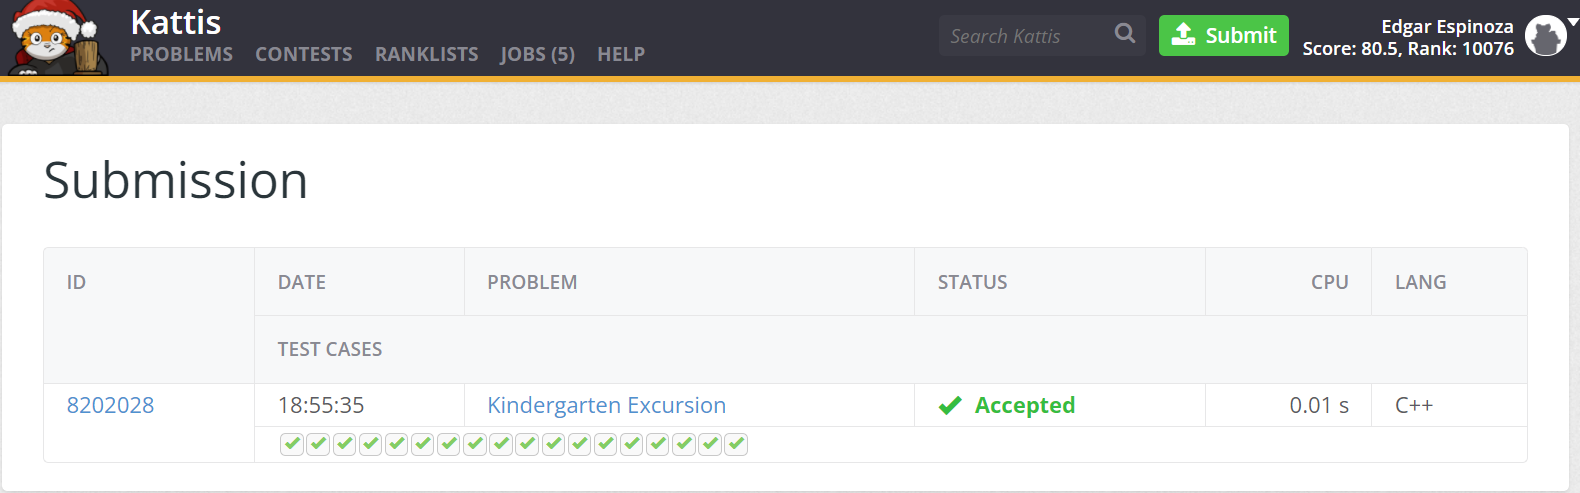 Kattis
PROBLEMS CONTESTS RANKLISTS JOBS (5) HELP
Search Kattis
Submit
Edgar Espinoza
Score: 80.5, Rank: 10076
Submission
ID DATE PROBLEM STATUS CPU LANG
TEST CASES
8202028 18:55:35 Kindergarten Excursion Accepted 0.01 s C++